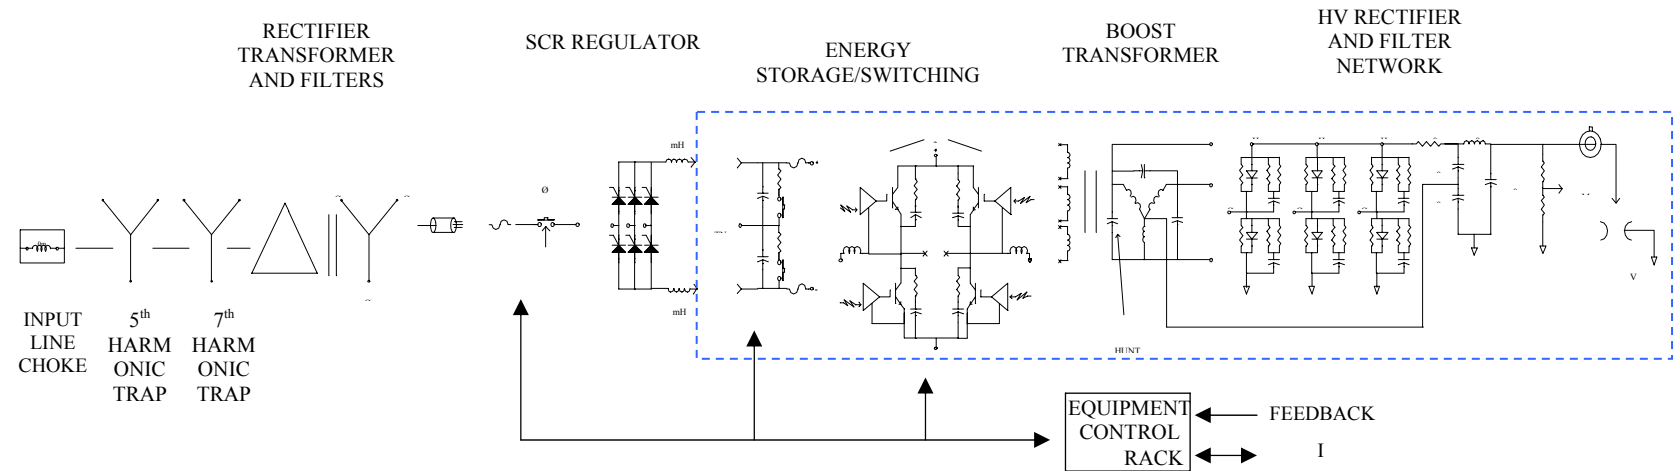 RECTIFIER
TRANSFORMER
AND FILTERS
SCR REGULATOR
ENERGY
STORAGE/SWITCHING
BOOST
TRANSFORMER
HV RECTIFIER
AND FILTER
NETWORK
mH
mH
Ø
HUNT
V
INPUT
LINE
CHOKE
5th
HARM
ONIC
TRAP
7th
HARM
ONIC
TRAP
EQUIPMENT
CONTROL
RACK
FEEDBACK
I